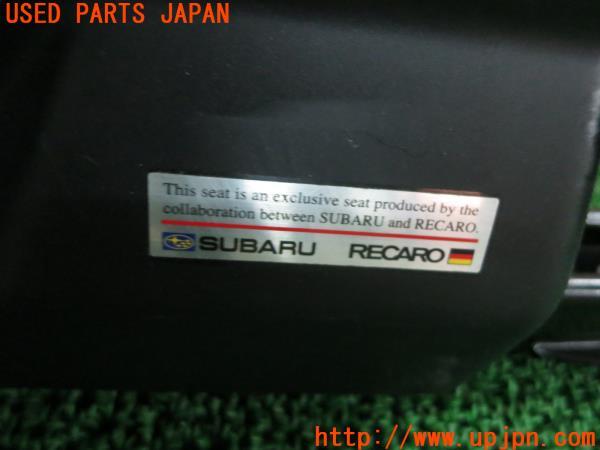 USED PARTS JAPAN
This seat is an exclusive seat produced by the
collaboration between SUBARU and RECARO.
SUBARU RECARO
http://www.upjpn.com